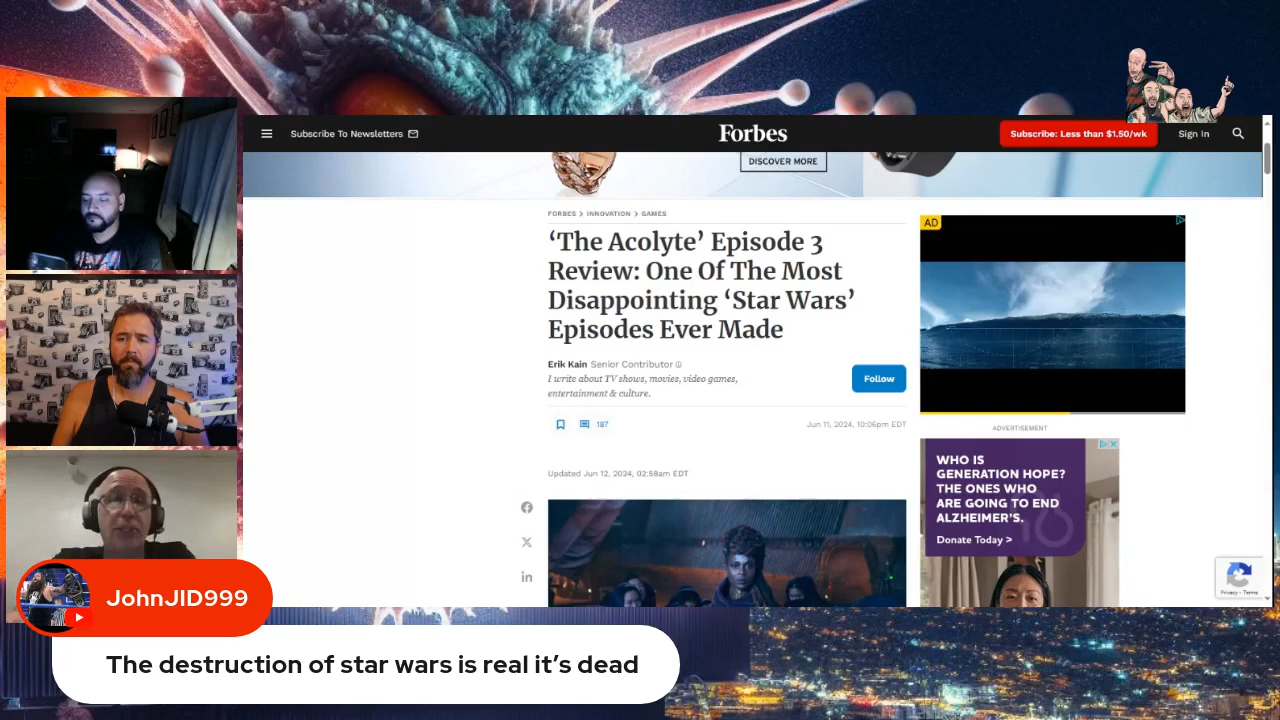 Subscribe To Newsletters
Forbes
Subscribe: Less than $1.50/wk
Sign In
DISCOVER MORE
FORBES > INNOVATION > GAMES
‘The Acolyte’ Episode 3
Review: One Of The Most
Disappointing ‘Star Wars’
Episodes Ever Made
Erik Kain Senior Contributor
I write about TV shows, movies, video games,
entertainment & culture.
Follow
187
Jun 11, 2024, 10:06pm EDT
Updated Jun 12, 2024, 02:58am EDT
AD
ADVERTISEMENT
WHO IS
GENERATION HOPE?
THE ONES WHO
ARE GOING TO END
ALZHEIMER'S.
Donate Today >
Privacy - Terms
JohnJID999
The destruction of star wars is real it’s dead